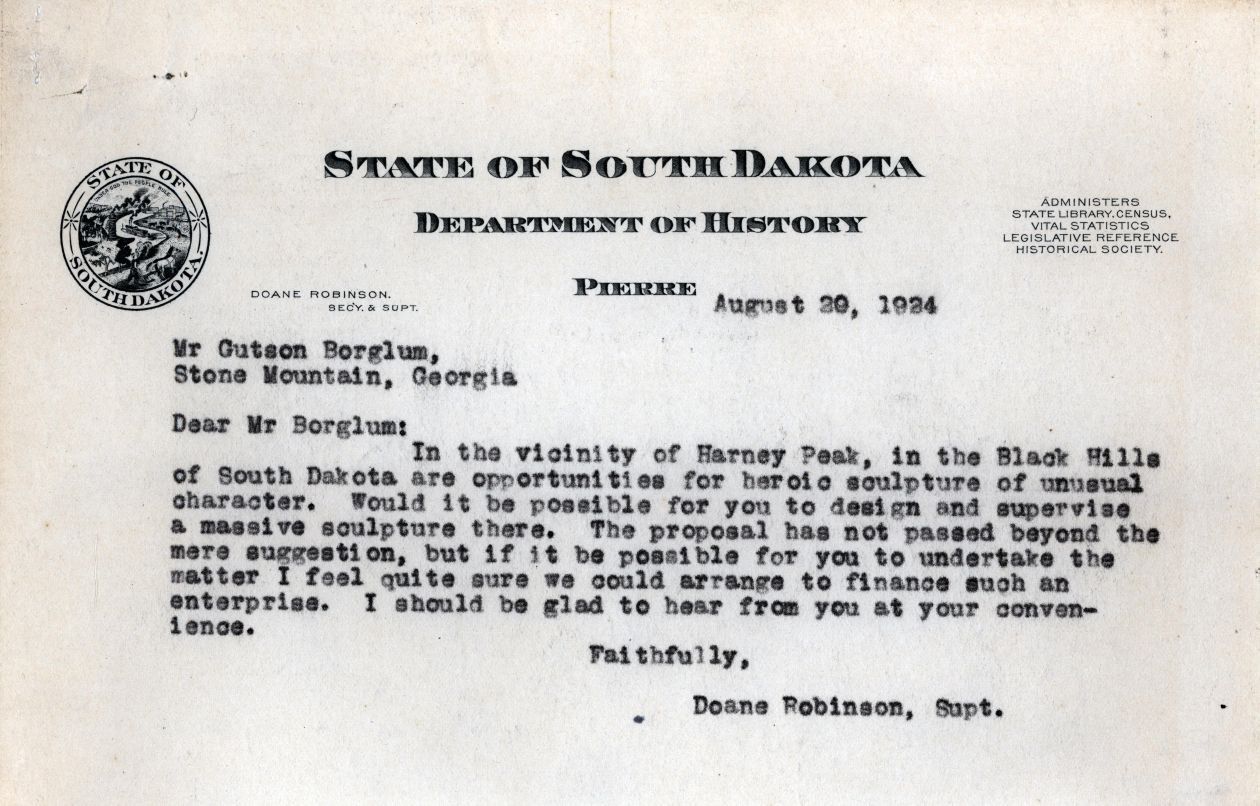 STATE OF SOUTH DAKOTA
DEPARTMENT OF HISTORY
PIERRE
STATE OF
UNDER GOD THE PEOPLE RULE
SOUTH DAKOTA.
DOANE ROBINSON.
SEC'Y. & SUPT.
ADMINISTERS
STATE LIBRARY. CENSUS,
VITAL STATISTICS
LEGISLATIVE REFERENCE
HISTORICAL SOCIETY.
August 20, 1924
Mr Gutson Borglum,
Stone Mountain, Georgia
Dear Mr Borglum:
In the vicinity of Harney Peak, in the Black Hills
of South Dakota are opportunities for heroic sculpture of unusual
character. Would it be possible for you to design and supervise
a massive sculpture there. The proposal has not passed beyond the
mere suggestion, but if it be possible for you to undertake the
matter I feel quite sure we could arrange to finance such an
enterprise. I should be glad to hear from you at your conven-
ience.
Faithfully,
Doane Robinson, Supt.